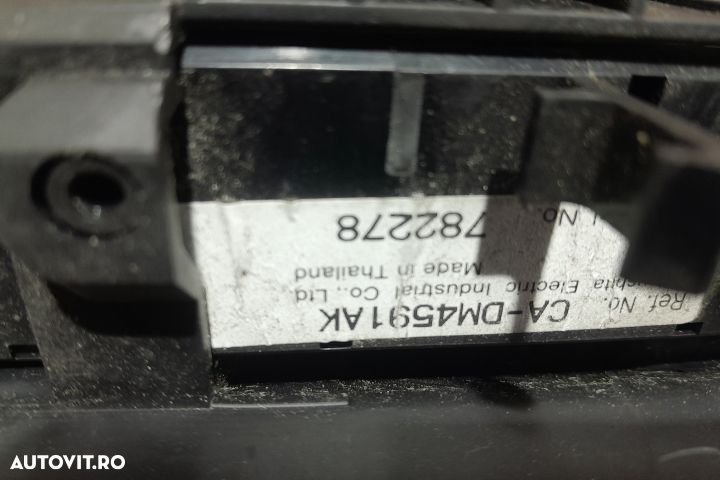 Ref. No. CA-DM4591AK
Electric Industrial Co., Ltd
Made in Thailand
No 782278
AUTOVIT.RO